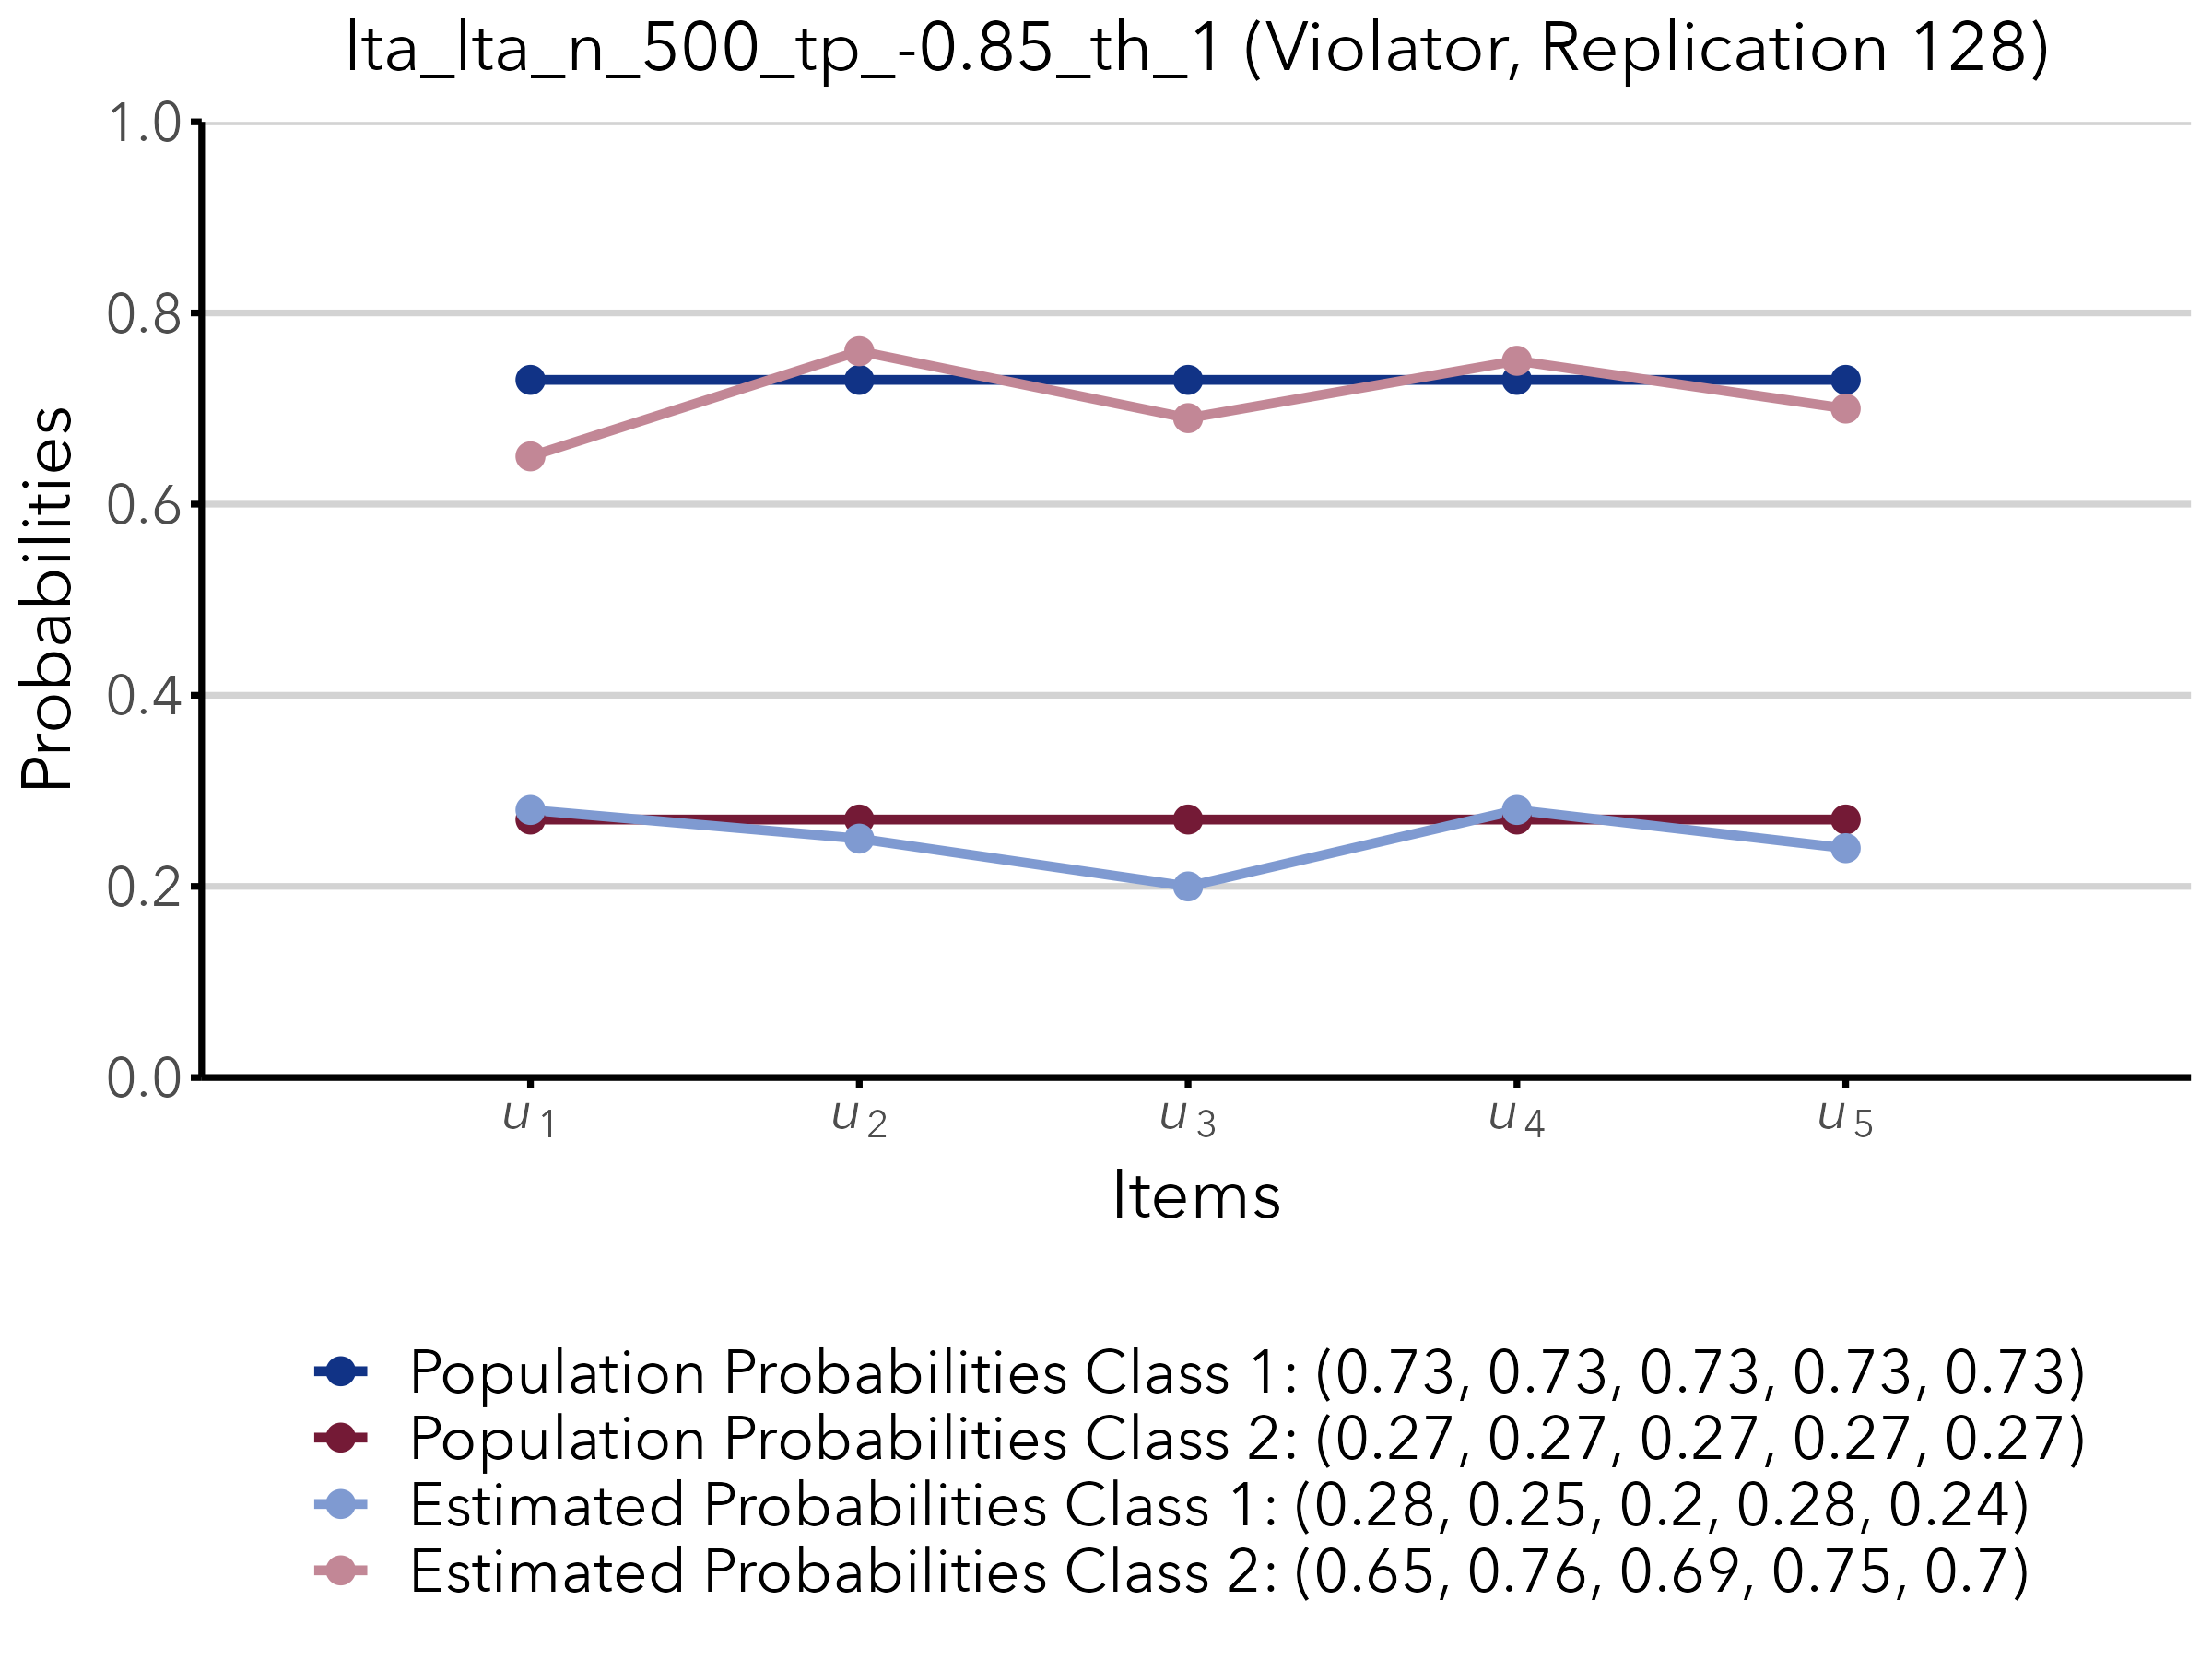 lta_lta_n_500_tp_-0.85_th_1 (Violator, Replication 128)
1.0
0.8
0.6
0.4
0.2
0.0
Probabilities
u1 u2 u3 u4 u5
Items
Population Probabilities Class 1: (0.73, 0.73, 0.73, 0.73, 0.73)
Population Probabilities Class 2: (0.27, 0.27, 0.27, 0.27, 0.27)
Estimated Probabilities Class 1: (0.28, 0.25, 0.2, 0.28, 0.24)
Estimated Probabilities Class 2: (0.65, 0.76, 0.69, 0.75, 0.7)